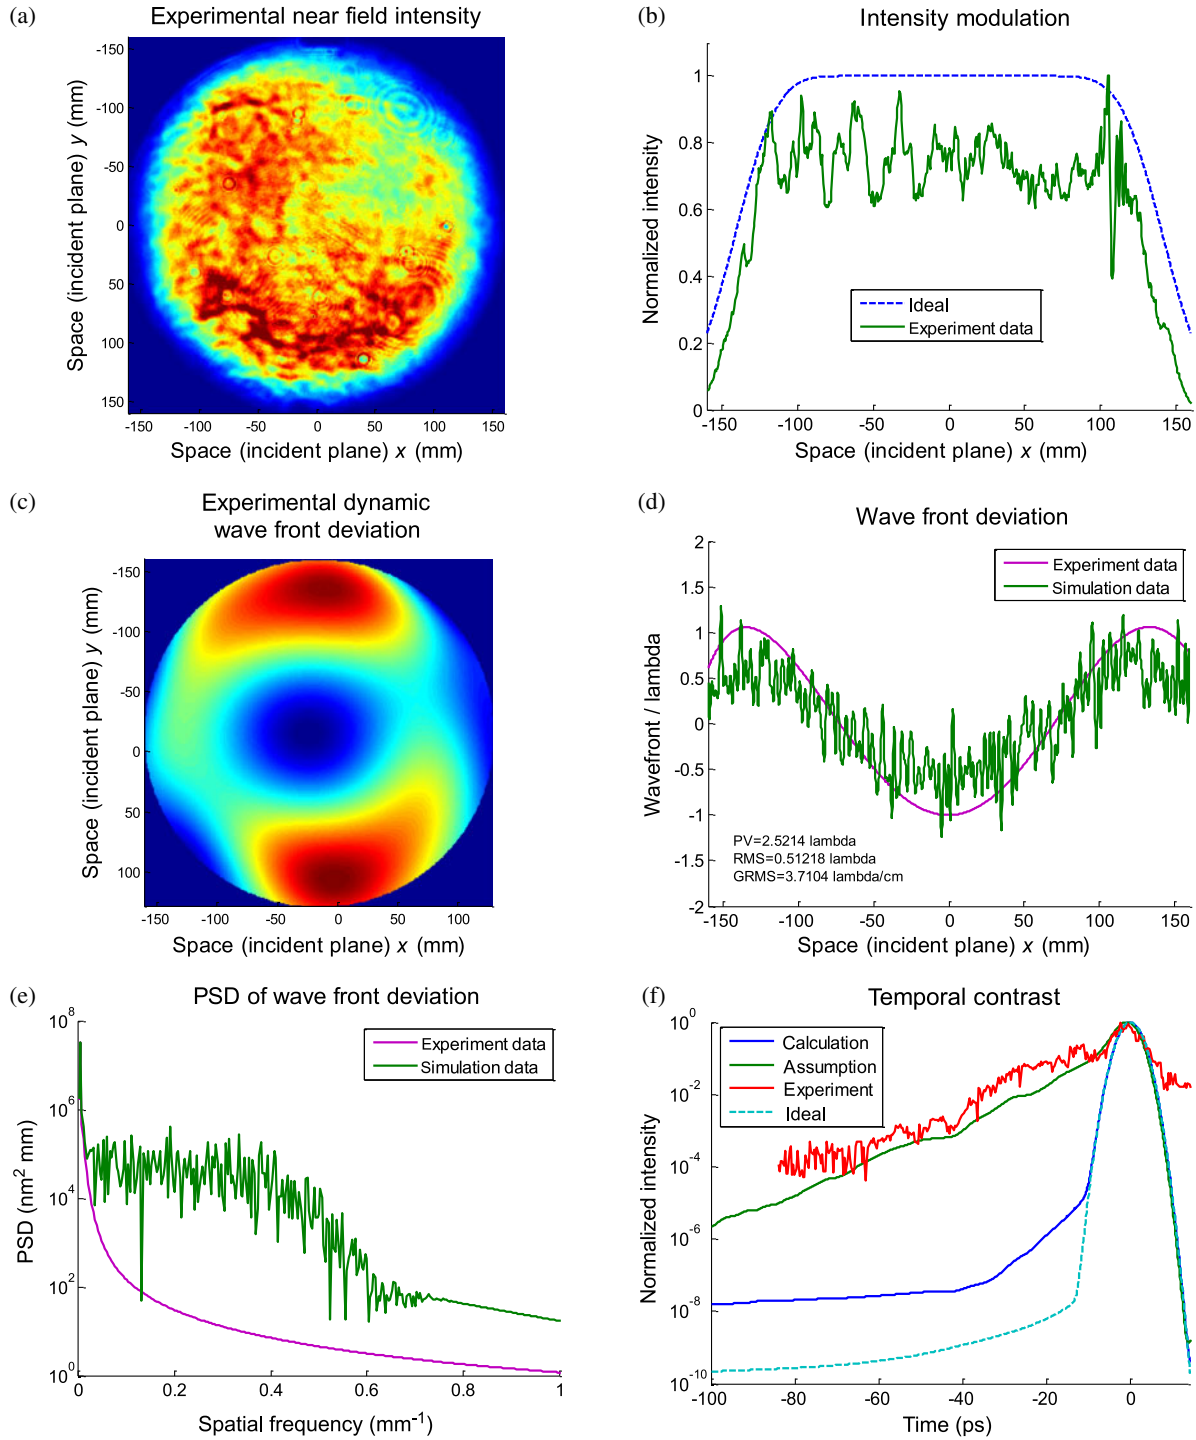 (a)
Experimental near field intensity
-150
-100
-50
0
50
100
150
Space (incident plane) y (mm)
-150
-100
-50
0
50
100
150
Space (incident plane) x (mm)
(b)
Intensity modulation
1
0.8
0.6
0.4
0.2
0
Normalized intensity
Ideal
Experiment data
-150
-100
-50
0
50
100
150
Space (incident plane) x (mm)
(c)
Experimental dynamic
wave front deviation
-150
-100
-50
0
50
100
Space (incident plane) y (mm)
-150
-100
-50
0
50
100
Space (incident plane) x (mm)
(d)
Wave front deviation
2
1.5
1
0.5
0
-0.5
-1
-1.5
-2
Wavefront / lambda
Experiment data
Simulation data
PV=2.5214 lambda
RMS=0.51218 lambda
GRMS=3.7104 lambda/cm
-150
-100
-50
0
50
100
150
Space (incident plane) x (mm)
(e)
PSD of wave front deviation
10^8
10^6
10^4
10^2
10^0
PSD (nm^2 mm)
Experiment data
Simulation data
0
0.2
0.4
0.6
0.8
1
Spatial frequency (mm^-1)
(f)
Temporal contrast
10^0
10^-2
10^-4
10^-6
10^-8
10^-10
Normalized intensity
Calculation
Assumption
Experiment
Ideal
-100
-80
-60
-40
-20
0
Time (ps)